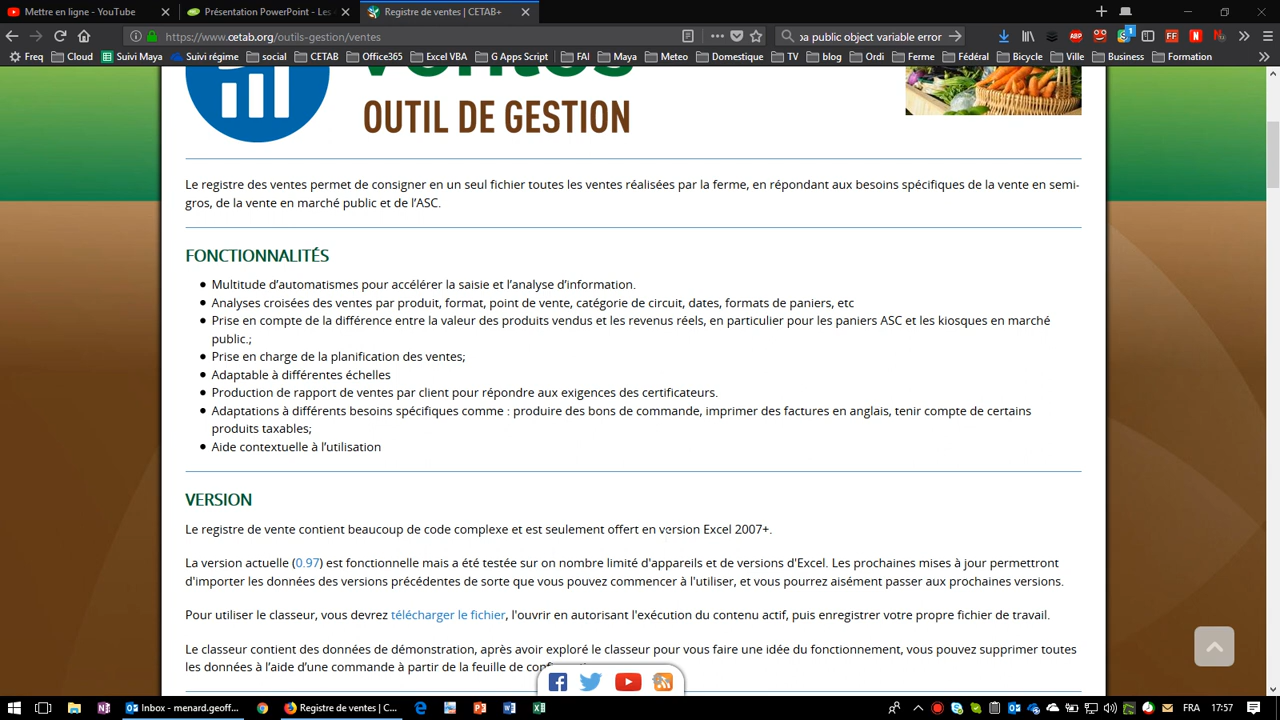 Mettre en ligne - YouTube
Présentation PowerPoint - Les
Registre de ventes | CETAB+
https://www.cetab.org/outils-gestion/ventes
ba public object variable error
Freq
Cloud
Suivi Maya
Suivi régime
social
CETAB
Office365
Excel VBA
G Apps Script
FAI
Maya
Meteo
Domestique
TV
blog
Ordi
Ferme
Fédéral
Bicycle
Ville
Business
Formation
OUTIL DE GESTION
Le registre des ventes permet de consigner en un seul fichier toutes les ventes réalisées par la ferme, en répondant aux besoins spécifiques de la vente en semi-
gros, de la vente en marché public et de l'ASC.
FONCTIONNALITÉS
Multitude d'automatismes pour accélérer la saisie et l'analyse d'information.
Analyses croisées des ventes par produit, format, point de vente, catégorie de circuit, dates, formats de paniers, etc
Prise en compte de la différence entre la valeur des produits vendus et les revenus réels, en particulier pour les paniers ASC et les kiosques en marché
public.;
Prise en charge de la planification des ventes;
Adaptable à différentes échelles
Production de rapport de ventes par client pour répondre aux exigences des certificateurs.
Adaptations à différents besoins spécifiques comme : produire des bons de commande, imprimer des factures en anglais, tenir compte de certains
produits taxables;
Aide contextuelle à l'utilisation
VERSION
Le registre de vente contient beaucoup de code complexe et est seulement offert en version Excel 2007+.
La version actuelle (0.97) est fonctionnelle mais a été testée sur on nombre limité d'appareils et de versions d'Excel. Les prochaines mises à jour permettront
d'importer les données des versions précédentes de sorte que vous pouvez commencer à l'utiliser, et vous pourrez aisément passer aux prochaines versions.
Pour utiliser le classeur, vous devrez télécharger le fichier, l'ouvrir en autorisant l'exécution du contenu actif, puis enregistrer votre propre fichier de travail.
Le classeur contient des données de démonstration, après avoir exploré le classeur pour vous faire une idée du fonctionnement, vous pouvez supprimer toutes
les données à l'aide d'une commande à partir de la feuille de
Inbox - menard.geoff...
Registre de ventes | C...
FRA
17:57